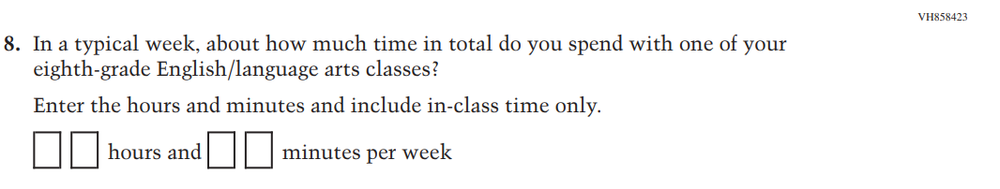 VH858423
8. In a typical week, about how much time in total do you spend with one of your
eighth-grade English/language arts classes?
Enter the hours and minutes and include in-class time only.
hours and minutes per week